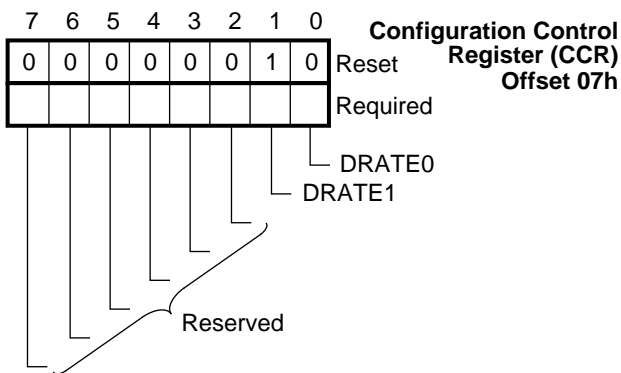 7 6 5 4 3 2 1 0
Configuration Control
Register (CCR)
Offset 07h
0 0 0 0 0 0 1 0 Reset
Required
DRATE0
DRATE1
Reserved